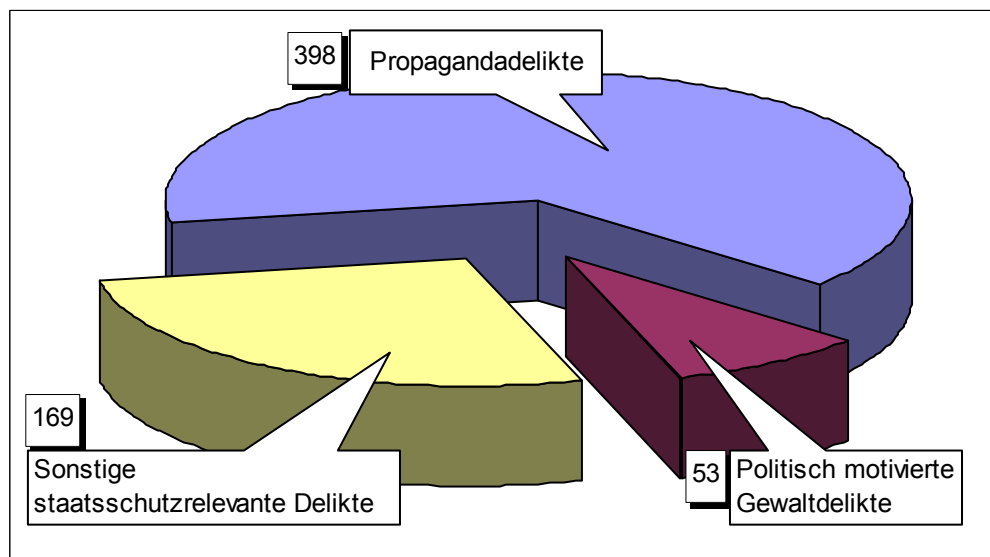 398
Propagandadelikte
169
Sonstige
staatsschutzrelevante Delikte
53
Politisch motivierte
Gewaltdelikte